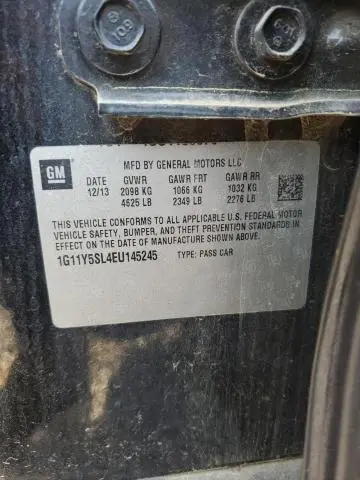 10.9
GM
MFD BY GENERAL MOTORS LLC
DATE GVWR GAWR FRT GAWR RR
12/13 2098 KG 1066 KG 1032 KG
4625 LB 2349 LB 2276 LB
THIS VEHICLE CONFORMS TO ALL APPLICABLE U.S. FEDERAL MOTOR
VEHICLE SAFETY, BUMPER, AND THEFT PREVENTION STANDARDS IN
EFFECT ON THE DATE OF MANUFACTURE SHOWN ABOVE.
1G11Y5SL4EU145245 TYPE: PASS CAR